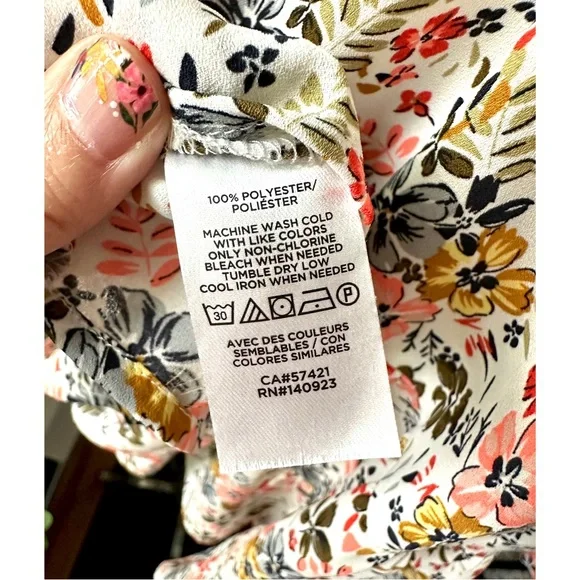 100% POLYESTER/
POLIÉSTER
MACHINE WASH COLD
WITH LIKE COLORS
ONLY NON-CHLORINE
BLEACH WHEN NEEDED
TUMBLE DRY LOW
COOL IRON WHEN NEEDED
30 P
AVEC DES COULEURS
SEMBLABLES / CON
COLORES SIMILARES
CA#57421
RN#140923